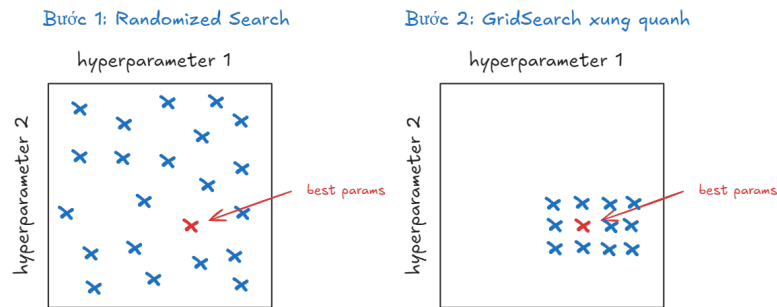 Bước 1: Randomized Search
hyperparameter 1
hyperparameter 2
best params
Bước 2: GridSearch xung quanh
hyperparameter 1
hyperparameter 2
best params